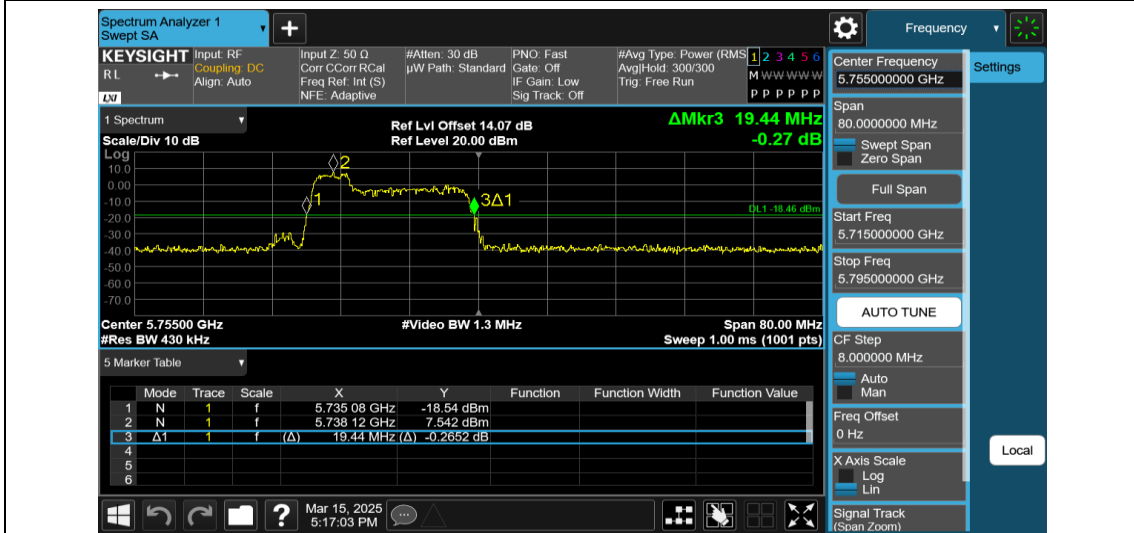 Spectrum Analyzer 1
Swept SA
+
Frequency
KEYSIGHT
RL
LXI
Input: RF
Coupling: DC
Align: Auto
Input Z: 50 Ω
Corr CCorr RCal
Freq Ref: Int (S)
NFE: Adaptive
#Atten: 30 dB
µW Path: Standard
PNO: Fast
Gate: Off
IF Gain: Low
Sig Track: Off
#Avg Type: Power (RMS
Avg|Hold: 300/300
Trig: Free Run
1 2 3 4 5 6
M W W W W W
P P P P P P
1 Spectrum
Scale/Div 10 dB
Log
Ref Lvl Offset 14.07 dB
Ref Level 20.00 dBm
ΔMkr3 19.44 MHz
-0.27 dB
10.0
0.00
-10.0
-20.0
-30.0
-40.0
-50.0
-60.0
-70.0
1
2
3Δ1
DL1 -18.46 dBm
Center 5.75500 GHz
#Res BW 430 kHz
#Video BW 1.3 MHz
Span 80.00 MHz
Sweep 1.00 ms (1001 pts)
5 Marker Table
Mode Trace Scale X Y Function Function Width Function Value
1 N 1 f 5.735 08 GHz -18.54 dBm
2 N 1 f 5.738 12 GHz 7.542 dBm
3 Δ1 1 f (Δ) 19.44 MHz (Δ) -0.2652 dB
4
5
6
Mar 15, 2025
5:17:03 PM
?
Center Frequency
5.755000000 GHz
Span
80.0000000 MHz
Swept Span
Zero Span
Full Span
Start Freq
5.715000000 GHz
Stop Freq
5.795000000 GHz
AUTO TUNE
CF Step
8.000000 MHz
Auto
Man
Freq Offset
0 Hz
X Axis Scale
Log
Lin
Signal Track
(Span Zoom)
Settings
Local